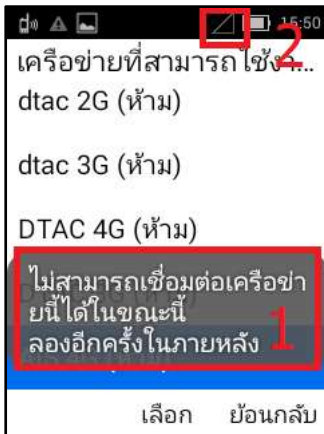 15:50
2
เครือข่ายที่สามารถใช้งา...
dtac 2G (ห้าม)
dtac 3G (ห้าม)
DTAC 4G (ห้าม)
ไม่สามารถเชื่อมต่อเครือข่า
ยนี้ได้ในขณะนี้
ลองอีกครั้งในภายหลัง
1
เลือก ย้อนกลับ